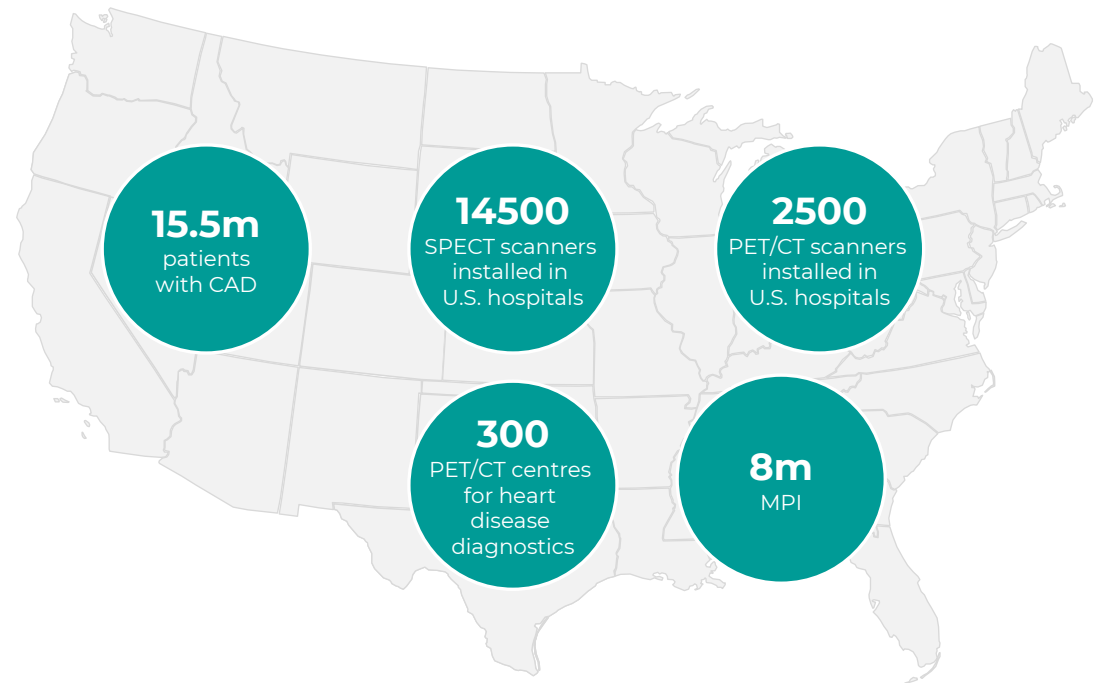 15.5m
patients
with CAD
14500
SPECT scanners
installed in
U.S. hospitals
2500
PET/CT scanners
installed in
U.S. hospitals
300
PET/CT centres
for heart
disease
diagnostics
8m
MPI